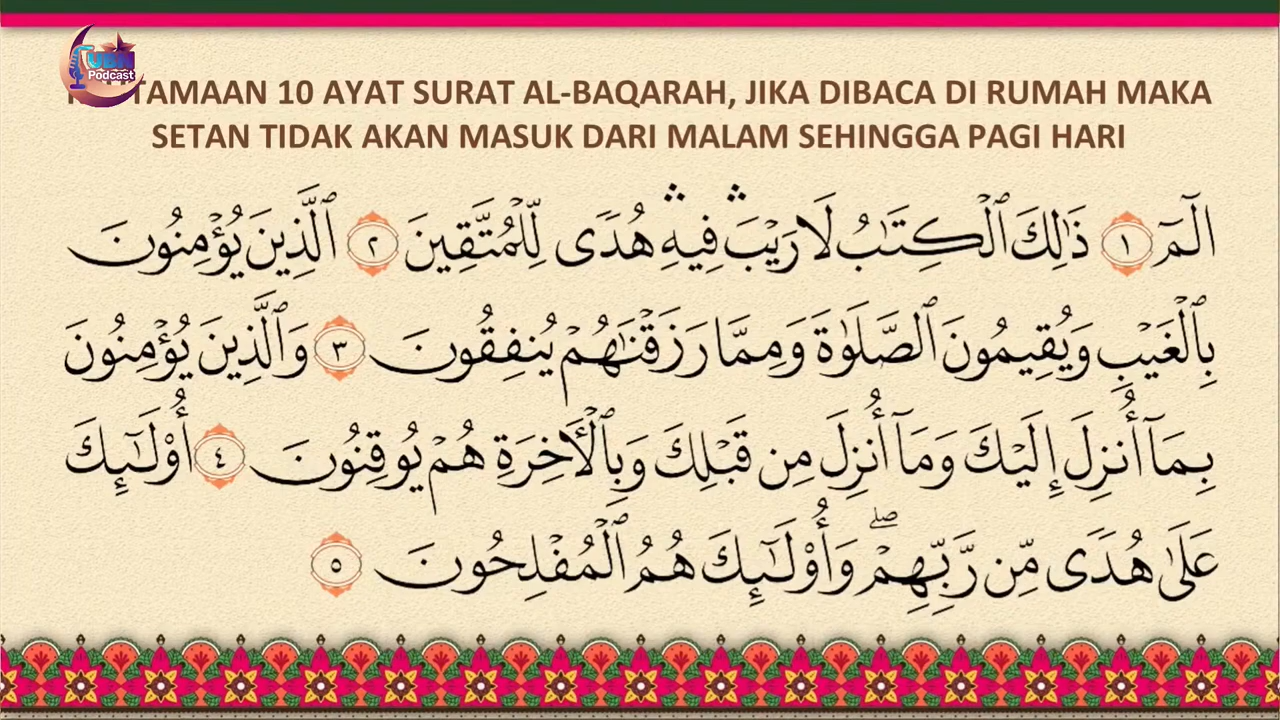 UBN
Podcast
TAMAAN 10 AYAT SURAT AL-BAQARAH, JIKA DIBACA DI RUMAH MAKA
SETAN TIDAK AKAN MASUK DARI MALAM SEHINGGA PAGI HARI
الٓمٓ ١ ذَٰلِكَ ٱلْكِتَٰبُ لَا رَيْبَۛ فِيهِۛ هُدًى لِّلْمُتَّقِينَ ٢ ٱلَّذِينَ يُؤْمِنُونَ
بِٱلْغَيْبِ وَيُقِيمُونَ ٱلصَّلَوٰةَ وَمِمَّا رَزَقْنَٰهُمْ يُنفِقُونَ ٣ وَٱلَّذِينَ يُؤْمِنُونَ
بِمَآ أُنزِلَ إِلَيْكَ وَمَآ أُنزِلَ مِن قَبْلِكَ وَبِٱلْأَخِرَةِ هُمْ يُوقِنُونَ ٤ أُوْلَٰٓئِكَ
عَلَىٰ هُدًى مِّن رَّبِّهِمْۖ وَأُوْلَٰٓئِكَ هُمُ ٱلْمُفْلِحُونَ ٥